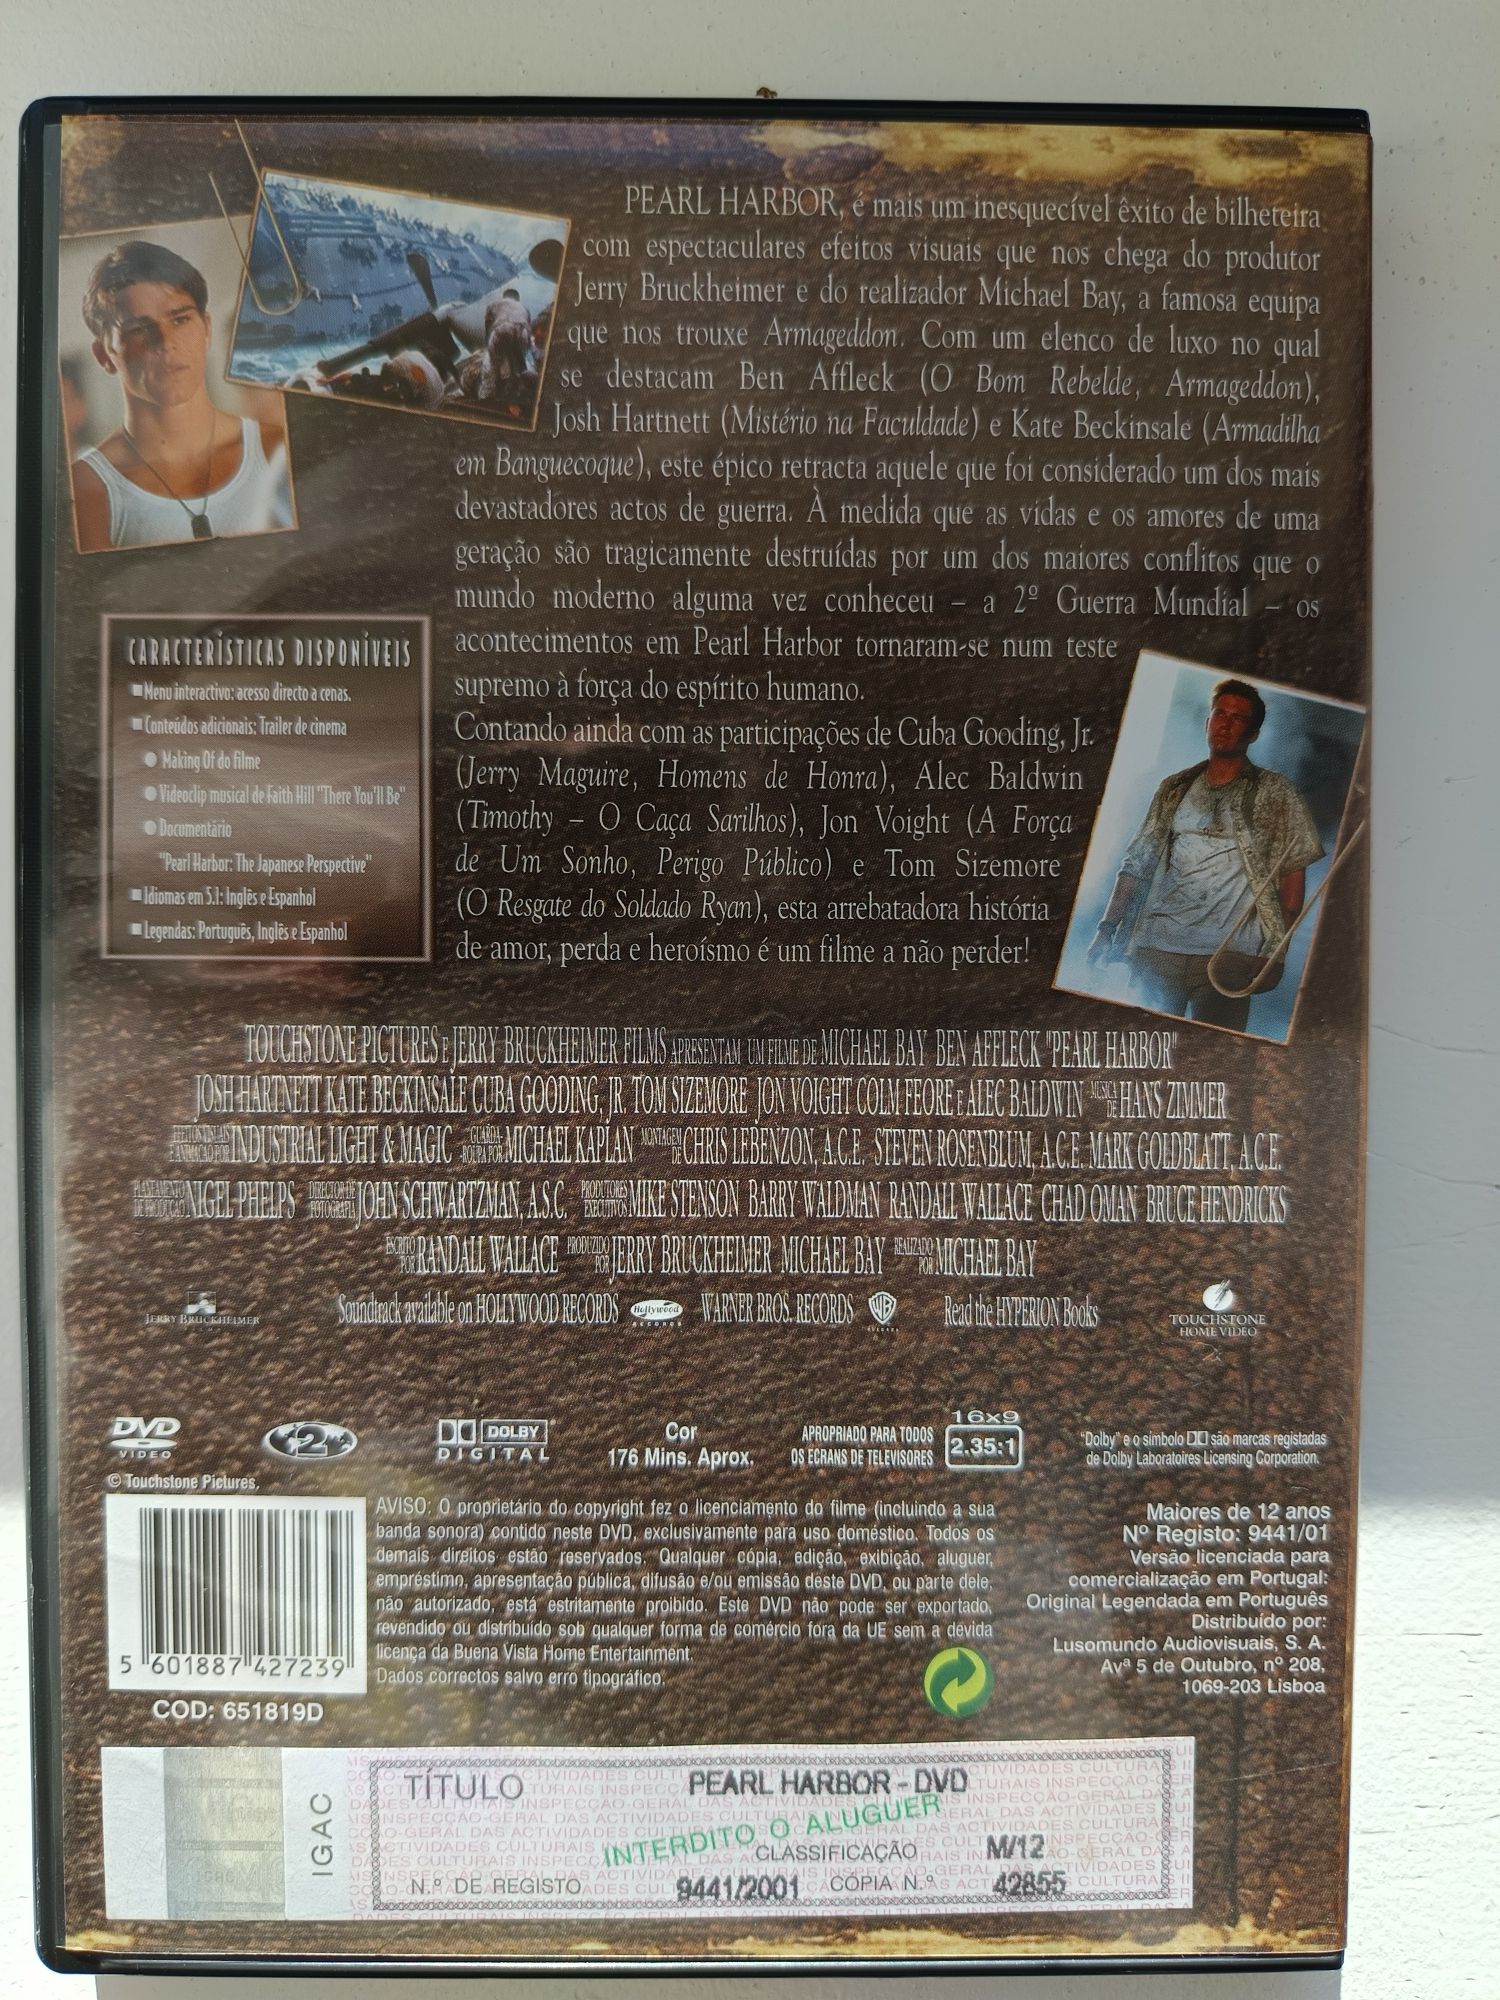 PEARL HARBOR, é mais um inesquecível êxito de bilheteira
com espectaculares efeitos visuais que nos chega do produtor
Jerry Bruckheimer e do realizador Michael Bay, a famosa equipa
que nos trouxe Armageddon. Com um elenco de luxo no qual
se destacam Ben Affleck (O Bom Rebelde, Armageddon),
Josh Hartnett (Mistério na Faculdade) e Kate Beckinsale (Armadilha
em Banguecoque), este épico retracta aquele que foi considerado um dos mais
devastadores actos de guerra. À medida que as vidas e os amores de uma
geração são tragicamente destruídas por um dos maiores conflitos que o
mundo moderno alguma vez conheceu – a 2º Guerra Mundial – os
acontecimentos em Pearl Harbor tornaram-se num teste
supremo à força do espírito humano.
Contando ainda com as participações de Cuba Gooding, Jr.
(Jerry Maguire, Homens de Honra), Alec Baldwin
(Timothy – O Caça Sarilhos), Jon Voight (A Força
de Um Sonho, Perigo Público) e Tom Sizemore
(O Resgate do Soldado Ryan), esta arrebatadora história
de amor, perda e heroísmo é um filme a não perder!
CARACTERÍSTICAS DISPONÍVEIS
Menu interactivo: acesso directo a cenas.
Conteúdos adicionais: Trailer de cinema
Making Of do filme
Videoclip musical de Faith Hill "There You'll Be"
Documentário
"Pearl Harbor: The Japanese Perspective"
Idiomas em 5.1: Inglês e Espanhol
Legendas: Português, Inglês e Espanhol
TOUCHSTONE PICTURES E JERRY BRUCKHEIMER FILMS APRESENTAM UM FILME DE MICHAEL BAY BEN AFFLECK "PEARL HARBOR"
JOSH HARTNETT KATE BECKINSALE CUBA GOODING, JR. TOM SIZEMORE JON VOIGHT COLM FEORE E ALEC BALDWIN MÚSICA DE HANS ZIMMER
EFEITOS VISUAIS E ANIMAÇÃO POR INDUSTRIAL LIGHT & MAGIC GUARDA-ROUPA POR MICHAEL KAPLAN MONTAGEM DE CHRIS LEBENZON, A.C.E. STEVEN ROSENBLUM, A.C.E. MARK GOLDBLATT, A.C.E.
PLANEAMENTO DE PRODUÇÃO NIGEL PHELPS DIRECTOR DE FOTOGRAFIA JOHN SCHWARTZMAN, A.S.C. PRODUTORES EXECUTIVOS MIKE STENSON BARRY WALDMAN RANDALL WALLACE CHAD OMAN BRUCE HENDRICKS
ESCRITO POR RANDALL WALLACE PRODUZIDO POR JERRY BRUCKHEIMER MICHAEL BAY REALIZADO POR MICHAEL BAY
JERRY BRUCKHEIMER
Soundtrack available on HOLLYWOOD RECORDS Hollywood RECORDS WARNER BROS. RECORDS WB Read the HYPERION Books
TOUCHSTONE
HOME VIDEO
DVD
VIDEO
2
DOLBY
DIGITAL
Cor
176 Mins. Aprox.
APROPRIADO PARA TODOS
OS ECRANS DE TELEVISORES
16x9
2.35:1
"Dolby" e o símbolo são marcas registadas
de Dolby Laboratoires Licensing Corporation.
© Touchstone Pictures.
5 601887 427239
COD: 651819D
AVISO: O proprietário do copyright fez o licenciamento do filme (incluindo a sua
banda sonora) contido neste DVD, exclusivamente para uso doméstico. Todos os
demais direitos estão reservados. Qualquer cópia, edição, exibição, aluguer,
empréstimo, apresentação pública, difusão e/ou emissão deste DVD, ou parte dele,
não autorizado, está estritamente proibido. Este DVD não pode ser exportado,
revendido ou distribuído sob qualquer forma de comércio fora da UE sem a devida
licença da Buena Vista Home Entertainment.
Dados correctos salvo erro tipográfico.
Maiores de 12 anos
Nº Registo: 9441/01
Versão licenciada para
comercialização em Portugal:
Original Legendada em Português
Distribuído por:
Lusomundo Audiovisuais, S. A.
Avª 5 de Outubro, nº 208,
1069-203 Lisboa
IGAC
TÍTULO PEARL HARBOR - DVD
INTERDITO O ALUGUER
CLASSIFICAÇÃO M/12
N.º DE REGISTO 9441/2001 CÓPIA N.º 42855